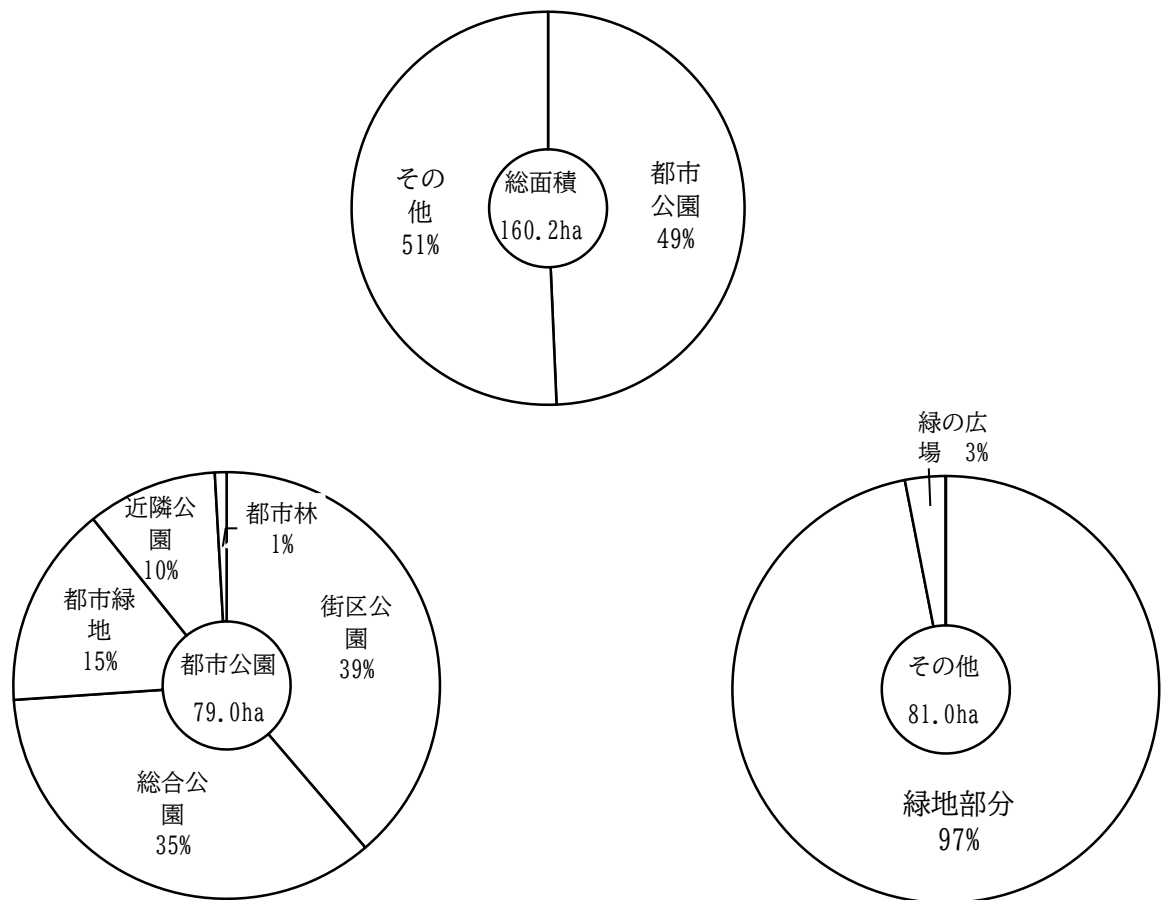 その
他
51%
総面積
160.2ha
都市
公園
49%
近隣公
園
10%
都市林
1%
都市緑
地
15%
街区公
園
39%
都市公園
79.0ha
総合公
園
35%
緑の広
場　3%
その他
81.0ha
緑地部分
97%